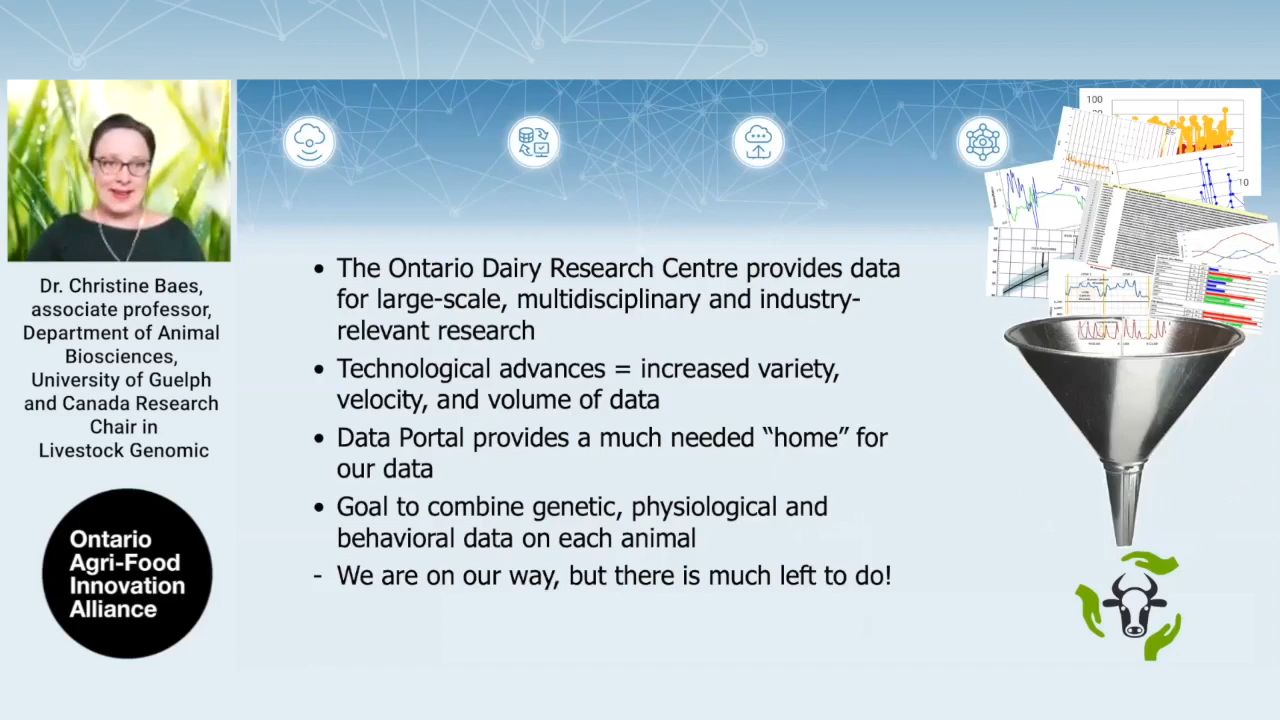 Dr. Christine Baes,
associate professor,
Department of Animal
Biosciences,
University of Guelph
and Canada Research
Chair in
Livestock Genomic
Ontario
Agri-Food
Innovation
Alliance
• The Ontario Dairy Research Centre provides data
for large-scale, multidisciplinary and industry-
relevant research
• Technological advances = increased variety,
velocity, and volume of data
• Data Portal provides a much needed “home” for
our data
• Goal to combine genetic, physiological and
behavioral data on each animal
- We are on our way, but there is much left to do!
100
10